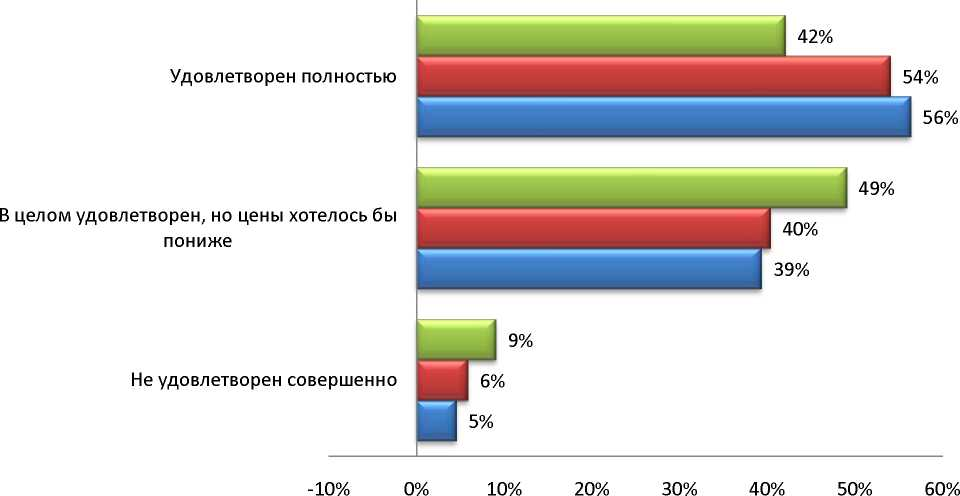 42%
Удовлетворен полностью
54%
56%
49%
В целом удовлетворен, но цены хотелось бы
пониже
40%
39%
9%
Не удовлетворен совершенно
6%
5%
-10% 0% 10% 20% 30% 40% 50% 60%